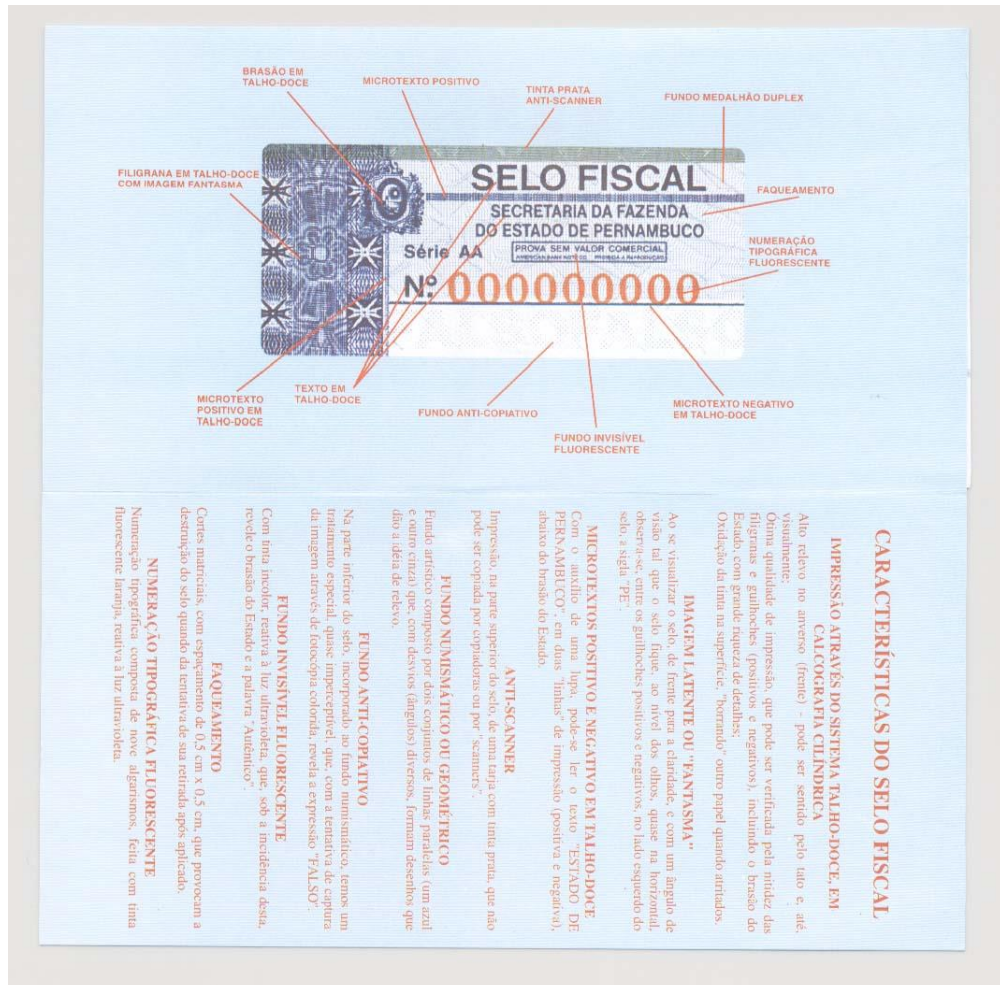 BRASÃO EM
TALHO-DOCE
MICROTEXTO POSITIVO
TINTA PRATA
ANTI-SCANNER
FUNDO MEDALHÃO DUPLEX
FILIGRANA EM TALHO-DOCE
COM IMAGEM FANTASMA
FAQUEAMENTO
NUMERAÇÃO
TIPOGRÁFICA
FLUORESCENTE
SELO FISCAL
SECRETARIA DA FAZENDA
DO ESTADO DE PERNAMBUCO
Série AA
PROVA SEM VALOR COMERCIAL
AMERICAN BANK NOTE CO. PROIBIDA A REPRODUÇÃO
Nº 000000000
MICROTEXTO
POSITIVO EM
TALHO-DOCE
TEXTO EM
TALHO-DOCE
FUNDO ANTI-COPIATIVO
FUNDO INVISÍVEL
FLUORESCENTE
MICROTEXTO NEGATIVO
EM TALHO-DOCE
CARACTERÍSTICAS DO SELO FISCAL
IMPRESSÃO ATRAVÉS DO SISTEMA TALHO-DOCE, EM
CALCOGRAFIA CILÍNDRICA
Alto relevo no anverso (frente) - pode ser sentido pelo tato e, até,
visualmente;
Ótima qualidade de impressão, que pode ser verificada pela nitidez das
filigranas e guilhoches (positivos e negativos), incluindo o brasão do
Estado, com grande riqueza de detalhes;
Oxidação da tinta na superfície, "borrando" outro papel quando atritados.
IMAGEM LATENTE OU "FANTASMA"
Ao se visualizar o selo, de frente para a claridade, e com um ângulo de
visão tal que o selo fique, ao nível dos olhos, quase na horizontal,
observa-se, entre os guilhoches positivos e negativos, no lado esquerdo do
selo, a sigla "PE".
MICROTEXTOS POSITIVO E NEGATIVO EM TALHO-DOCE
Com o auxílio de uma lupa, pode-se ler o texto "ESTADO DE
PERNAMBUCO", em duas "linhas" de impressão (positiva e negativa),
abaixo do brasão do Estado.
ANTI-SCANNER
Impressão, na parte superior do selo, de uma tarja com tinta prata, que não
pode ser copiada por copiadoras ou por "scanners".
FUNDO NUMISMÁTICO OU GEOMÉTRICO
Fundo artístico composto por dois conjuntos de linhas paralelas (um azul
e outro cinza) que, com desvios (ângulos) diversos, formam desenhos que
dão a idéia de relevo.
FUNDO ANTI-COPIATIVO
Na parte inferior do selo, incorporado ao fundo numismático, temos um
tratamento especial, quase imperceptível, que, com a tentativa de captura
da imagem através de fotocópia colorida, revela a expressão "FALSO".
FUNDO INVISÍVEL FLUORESCENTE
Com tinta incolor, reativa à luz ultravioleta, que, sob a incidência desta,
revele o brasão do Estado e a palavra "Autêntico".
FAQUEAMENTO
Cortes matriciais, com espaçamento de 0,5 cm x 0,5 cm, que provocam a
destruição do selo quando da tentativa de sua retirada após aplicado.
NUMERAÇÃO TIPOGRÁFICA FLUORESCENTE
Numeração tipográfica composta de nove algarismos, feita com tinta
fluorescente laranja, reativa à luz ultravioleta.